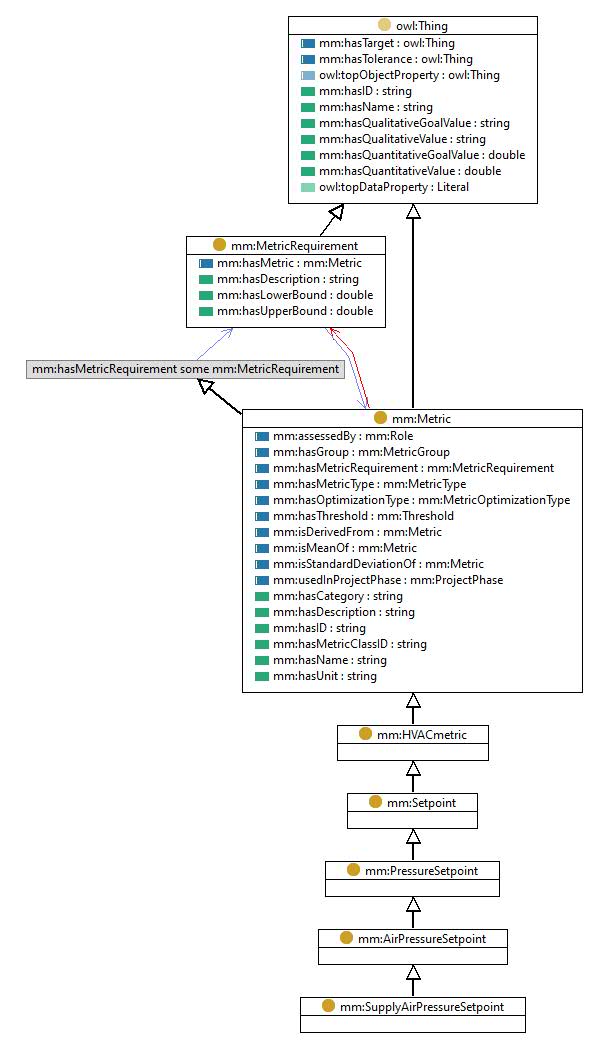 owl:Thing
mm:hasTarget : owl:Thing
mm:hasTolerance : owl:Thing
owl:topObjectProperty : owl:Thing
mm:hasID : string
mm:hasName : string
mm:hasQualitativeGoalValue : string
mm:hasQualitativeValue : string
mm:hasQuantitativeGoalValue : double
mm:hasQuantitativeValue : double
owl:topDataProperty : Literal
mm:MetricRequirement
mm:hasMetric : mm:Metric
mm:hasDescription : string
mm:hasLowerBound : double
mm:hasUpperBound : double
mm:hasMetricRequirement some mm:MetricRequirement
mm:Metric
mm:assessedBy : mm:Role
mm:hasGroup : mm:MetricGroup
mm:hasMetricRequirement : mm:MetricRequirement
mm:hasMetricType : mm:MetricType
mm:hasOptimizationType : mm:MetricOptimizationType
mm:hasThreshold : mm:Threshold
mm:isDerivedFrom : mm:Metric
mm:isMeanOf : mm:Metric
mm:isStandardDeviationOf : mm:Metric
mm:usedInProjectPhase : mm:ProjectPhase
mm:hasCategory : string
mm:hasDescription : string
mm:hasID : string
mm:hasMetricClassID : string
mm:hasName : string
mm:hasUnit : string
mm:HVACmetric
mm:Setpoint
mm:PressureSetpoint
mm:AirPressureSetpoint
mm:SupplyAirPressureSetpoint